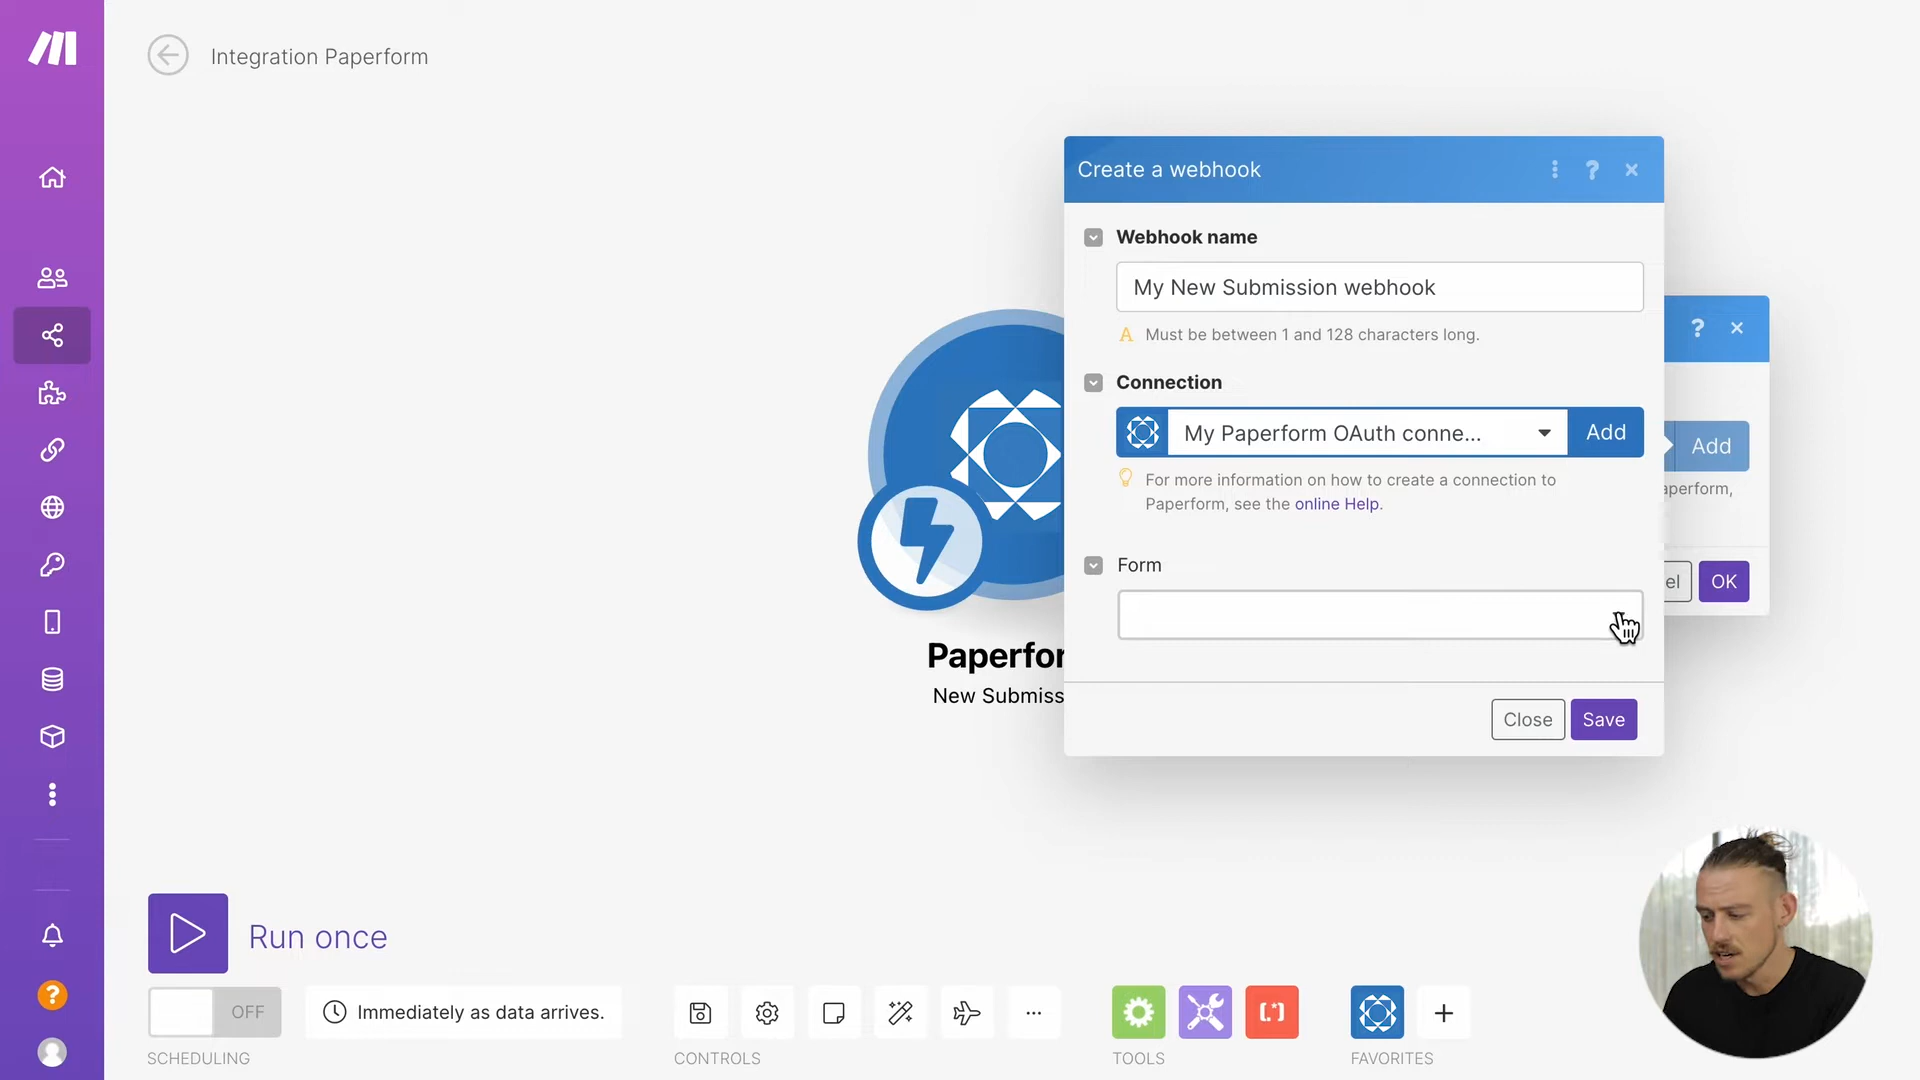 Integration Paperform
Create a webhook
?
Webhook name
My New Submission webhook
Must be between 1 and 128 characters long.
Connection
My Paperform OAuth conne...
Add
For more information on how to create a connection to
Paperform, see the online Help.
Form
Close
Save
?
Add
aperform,
el
OK
Paperfor
New Submiss
Run once
OFF
Immediately as data arrives.
SCHEDULING
CONTROLS
TOOLS
FAVORITES
?